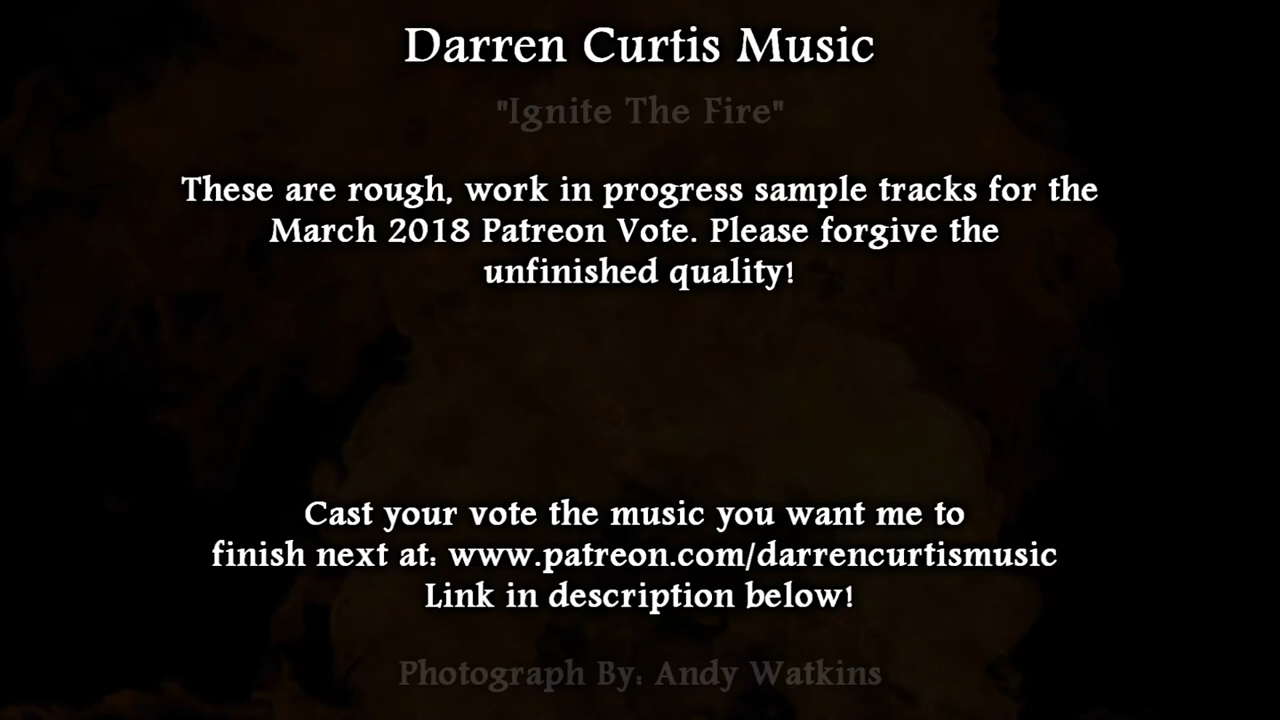 Darren Curtis Music
"Ignite The Fire"
These are rough, work in progress sample tracks for the
March 2018 Patreon Vote. Please forgive the
unfinished quality!
Cast your vote the music you want me to
finish next at: www.patreon.com/darrencurtismusic
Link in description below!
Photograph By: Andy Watkins